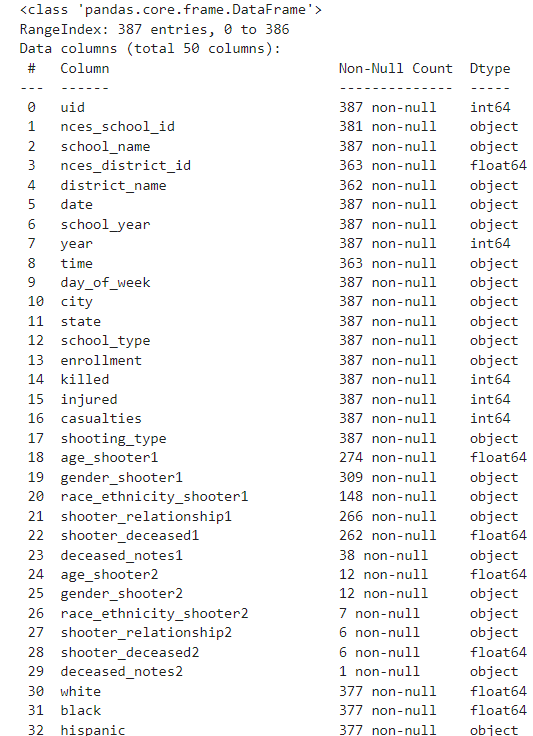 <class 'pandas.core.frame.DataFrame'>
RangeIndex: 387 entries, 0 to 386
Data columns (total 50 columns):
 #   Column                       Non-Null Count  Dtype
---  ------                       --------------  -----
 0   uid                          387 non-null    int64
 1   nces_school_id               381 non-null    object
 2   school_name                  387 non-null    object
 3   nces_district_id             363 non-null    float64
 4   district_name                362 non-null    object
 5   date                         387 non-null    object
 6   school_year                  387 non-null    object
 7   year                         387 non-null    int64
 8   time                         363 non-null    object
 9   day_of_week                  387 non-null    object
 10  city                         387 non-null    object
 11  state                        387 non-null    object
 12  school_type                  387 non-null    object
 13  enrollment                   387 non-null    object
 14  killed                       387 non-null    int64
 15  injured                      387 non-null    int64
 16  casualties                   387 non-null    int64
 17  shooting_type                387 non-null    object
 18  age_shooter1                 274 non-null    float64
 19  gender_shooter1              309 non-null    object
 20  race_ethnicity_shooter1      148 non-null    object
 21  shooter_relationship1        266 non-null    object
 22  shooter_deceased1            262 non-null    float64
 23  deceased_notes1              38 non-null     object
 24  age_shooter2                 12 non-null     float64
 25  gender_shooter2              12 non-null     object
 26  race_ethnicity_shooter2      7 non-null      object
 27  shooter_relationship2        6 non-null      object
 28  shooter_deceased2            6 non-null      float64
 29  deceased_notes2              1 non-null      object
 30  white                        377 non-null    float64
 31  black                        377 non-null    float64
 32  hispanic                     377 non-null    object